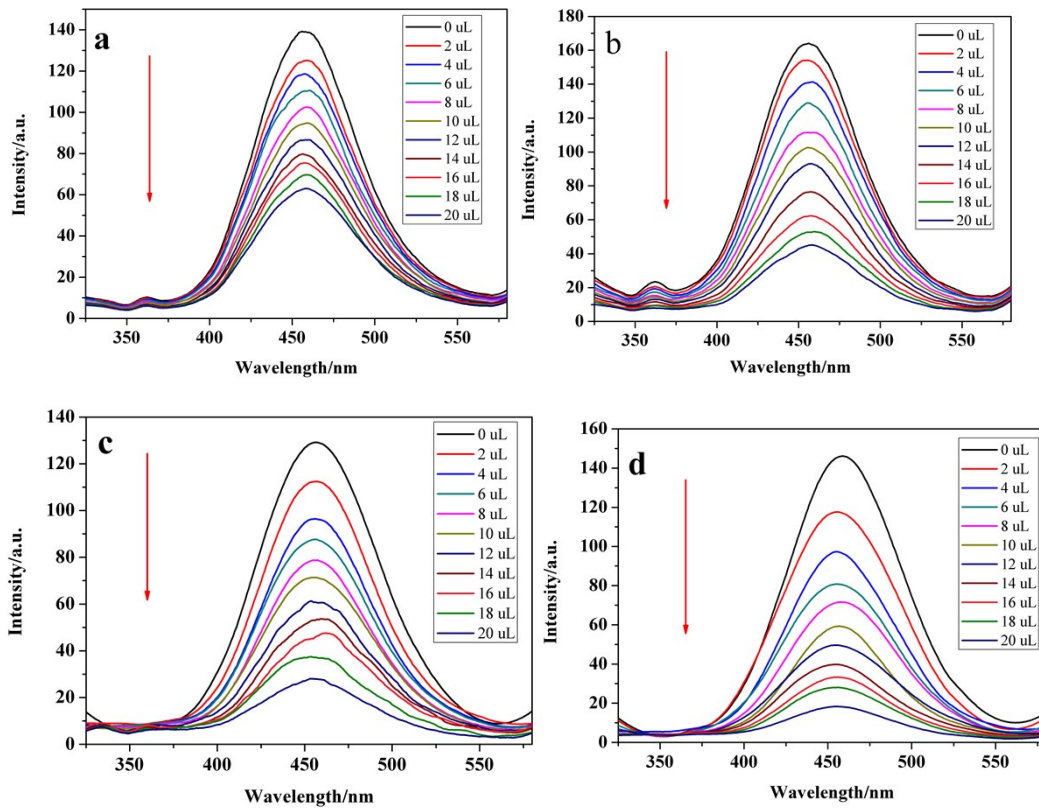 a
140
120
100
80
60
40
20
0
350
400
450
500
550
Intensity/a.u.
Wavelength/nm
0 uL
2 uL
4 uL
6 uL
8 uL
10 uL
12 uL
14 uL
16 uL
18 uL
20 uL
b
180
160
140
120
100
80
60
40
20
0
350
400
450
500
550
Intensity/a.u.
Wavelength/nm
0 uL
2 uL
4 uL
6 uL
8 uL
10 uL
12 uL
14 uL
16 uL
18 uL
20 uL
c
140
120
100
80
60
40
20
0
350
400
450
500
550
Intensity/a.u.
Wavelength/nm
0 uL
2 uL
4 uL
6 uL
8 uL
10 uL
12 uL
14 uL
16 uL
18 uL
20 uL
d
160
140
120
100
80
60
40
20
0
350
400
450
500
550
Intensity/a.u.
Wavelength/nm
0 uL
2 uL
4 uL
6 uL
8 uL
10 uL
12 uL
14 uL
16 uL
18 uL
20 uL